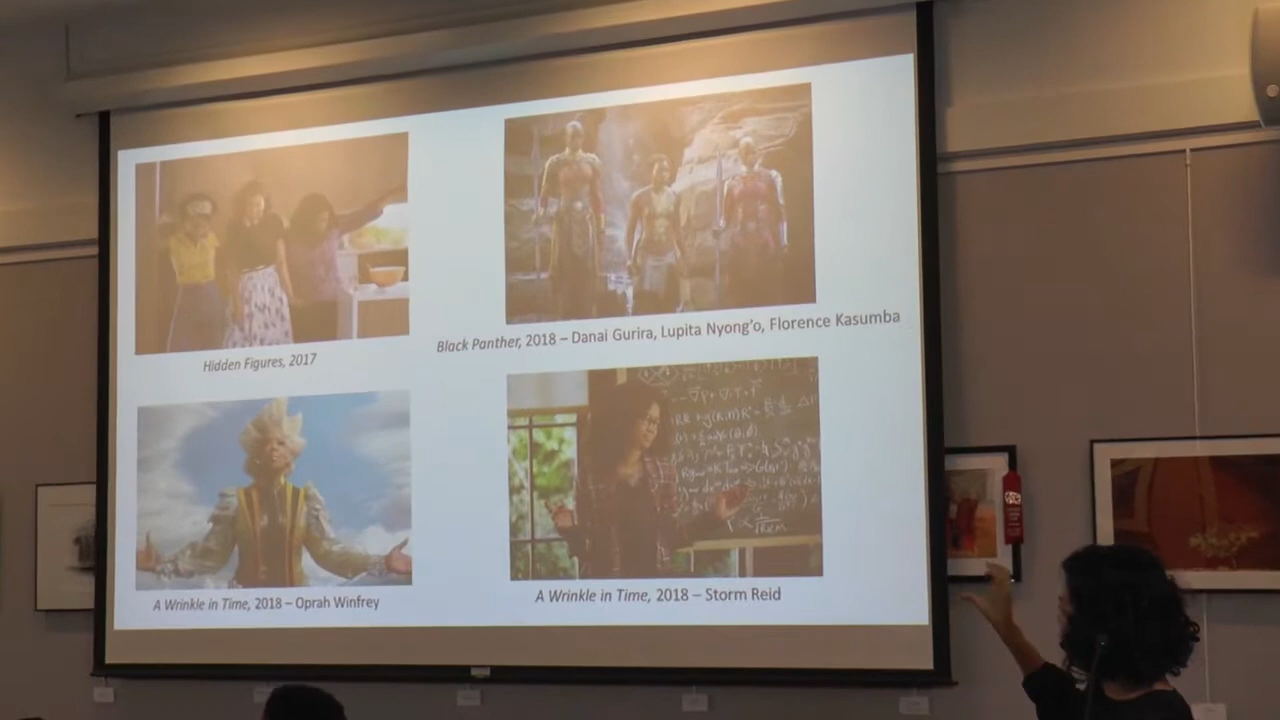 Hidden Figures, 2017
Black Panther, 2018 – Danai Gurira, Lupita Nyong'o, Florence Kasumba
A Wrinkle in Time, 2018 – Oprah Winfrey
A Wrinkle in Time, 2018 – Storm Reid